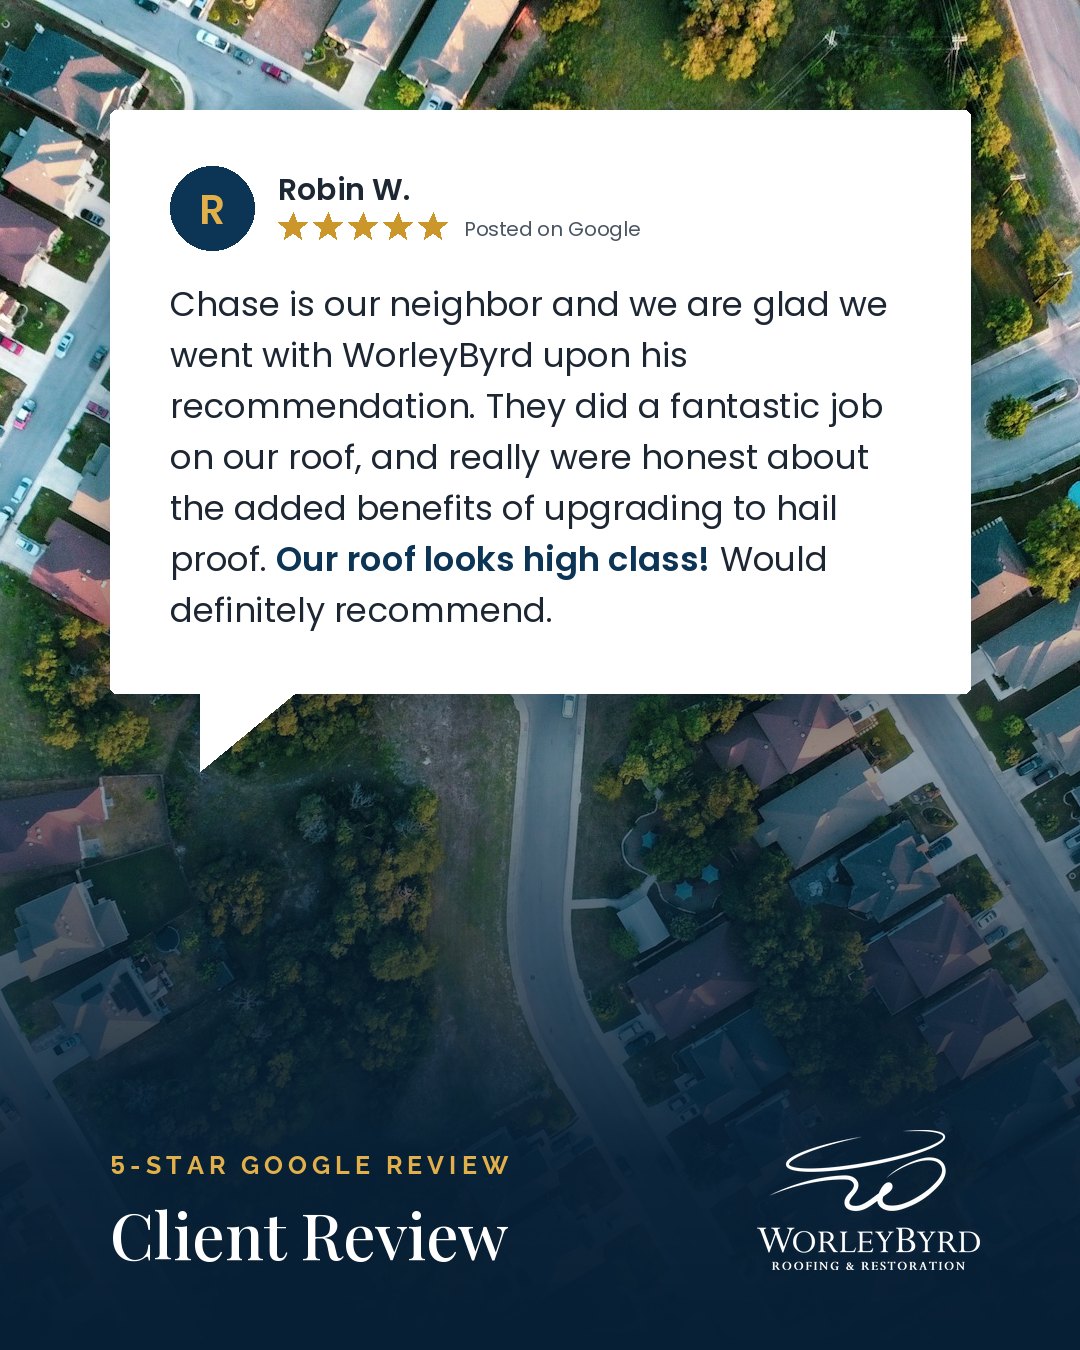 R
Robin W.
Posted on Google
Chase is our neighbor and we are glad we
went with WorleyByrd upon his
recommendation. They did a fantastic job
on our roof, and really were honest about
the added benefits of upgrading to hail
proof. Our roof looks high class! Would
definitely recommend.
5-STAR GOOGLE REVIEW
Client Review
WORLEYBYRD
ROOFING & RESTORATION